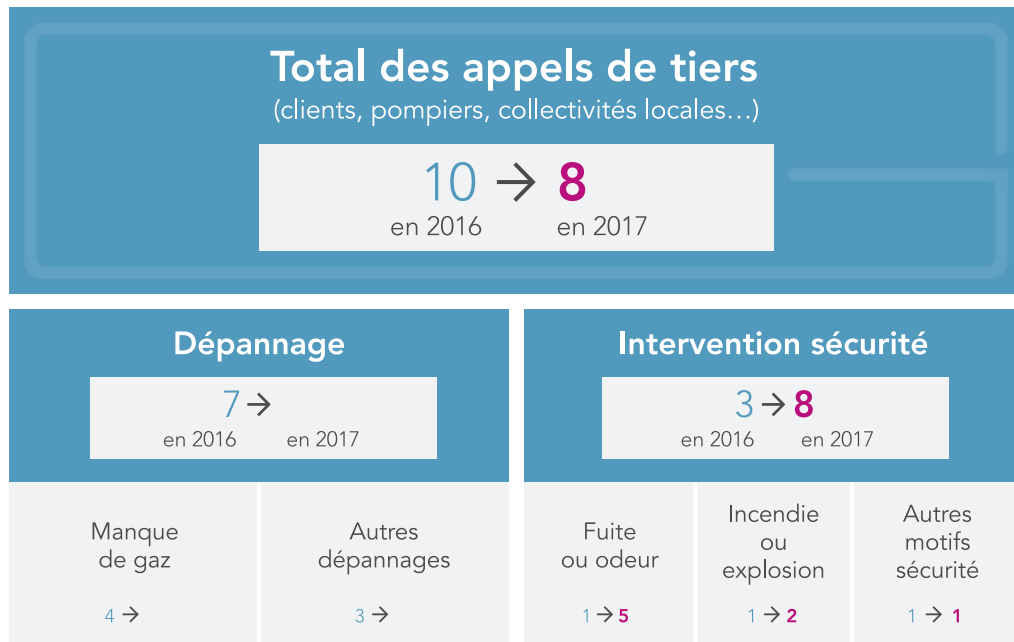 Total des appels de tiers
(clients, pompiers, collectivités locales…)
10 → 8
en 2016 en 2017
Dépannage
7 →
en 2016 en 2017
Manque
de gaz
4 →
Autres
dépannages
3 →
Intervention sécurité
3 → 8
en 2016 en 2017
Fuite
ou odeur
1 → 5
Incendie
ou
explosion
1 → 2
Autres
motifs
sécurité
1 → 1